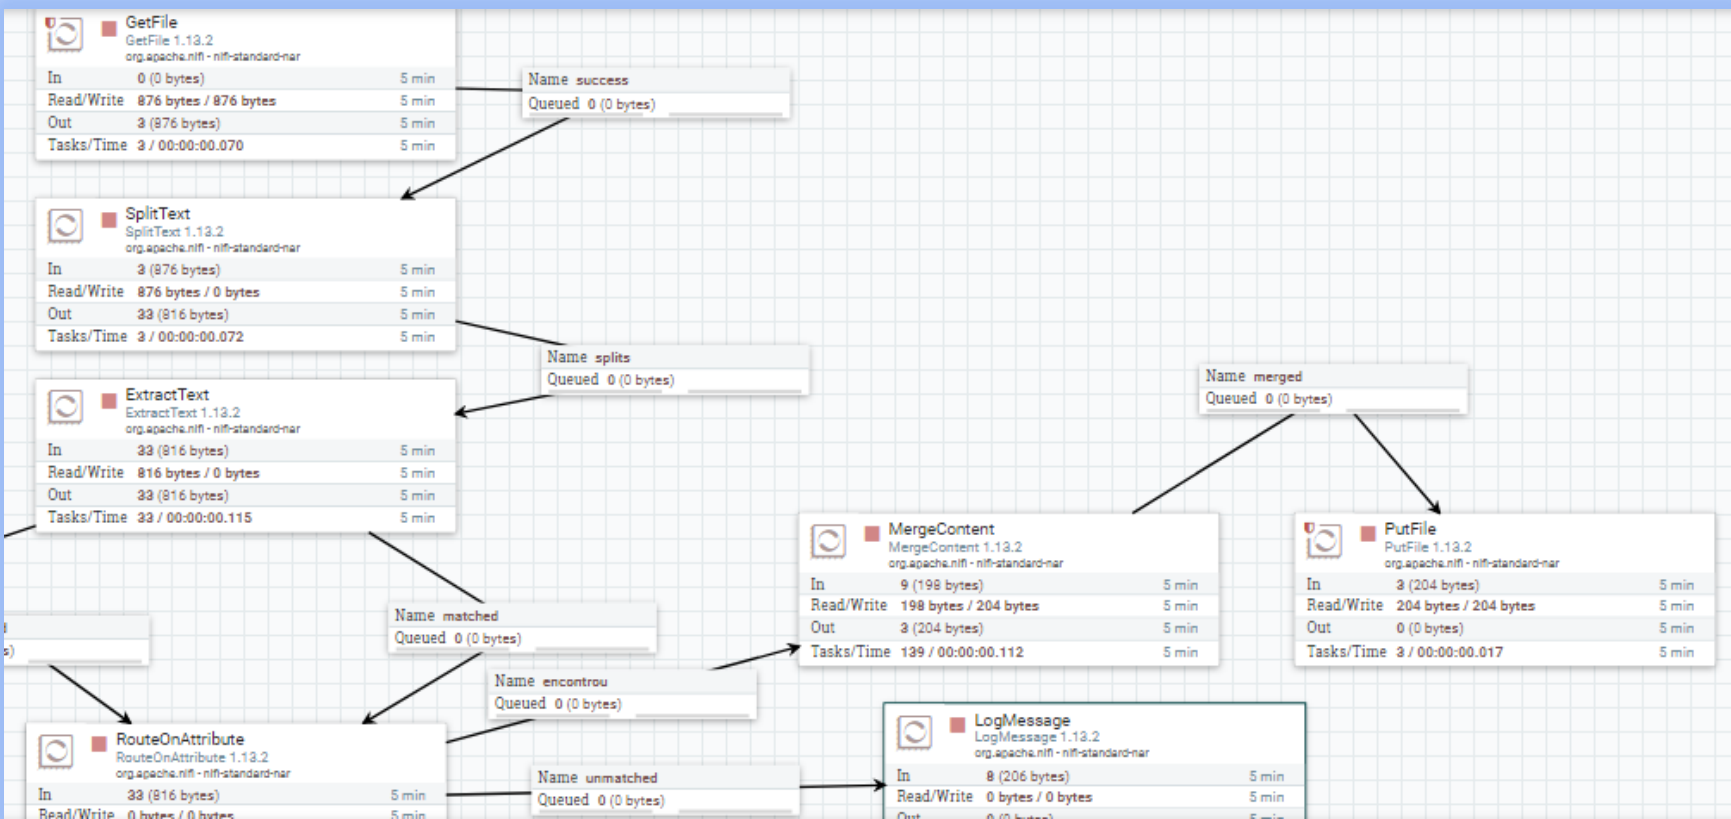 GetFile
GetFile 1.13.2
org.apache.nifi - nifi-standard-nar
In 0 (0 bytes) 5 min
Read/Write 876 bytes / 876 bytes 5 min
Out 3 (876 bytes) 5 min
Tasks/Time 3 / 00:00:00.070 5 min
Name success
Queued 0 (0 bytes)
SplitText
SplitText 1.13.2
org.apache.nifi - nifi-standard-nar
In 3 (876 bytes) 5 min
Read/Write 876 bytes / 0 bytes 5 min
Out 33 (816 bytes) 5 min
Tasks/Time 3 / 00:00:00.072 5 min
Name splits
Queued 0 (0 bytes)
ExtractText
ExtractText 1.13.2
org.apache.nifi - nifi-standard-nar
In 33 (816 bytes) 5 min
Read/Write 816 bytes / 0 bytes 5 min
Out 33 (816 bytes) 5 min
Tasks/Time 33 / 00:00:00.115 5 min
Name merged
Queued 0 (0 bytes)
MergeContent
MergeContent 1.13.2
org.apache.nifi - nifi-standard-nar
In 9 (198 bytes) 5 min
Read/Write 198 bytes / 204 bytes 5 min
Out 3 (204 bytes) 5 min
Tasks/Time 139 / 00:00:00.112 5 min
PutFile
PutFile 1.13.2
org.apache.nifi - nifi-standard-nar
In 3 (204 bytes) 5 min
Read/Write 204 bytes / 204 bytes 5 min
Out 0 (0 bytes) 5 min
Tasks/Time 3 / 00:00:00.017 5 min
Name matched
Queued 0 (0 bytes)
Name encontrou
Queued 0 (0 bytes)
RouteOnAttribute
RouteOnAttribute 1.13.2
org.apache.nifi - nifi-standard-nar
In 33 (816 bytes) 5 min
Read/Write 0 bytes / 0 bytes 5 min
Name unmatched
Queued 0 (0 bytes)
LogMessage
LogMessage 1.13.2
org.apache.nifi - nifi-standard-nar
In 8 (206 bytes) 5 min
Read/Write 0 bytes / 0 bytes 5 min
Out 0 (0 bytes) 5 min